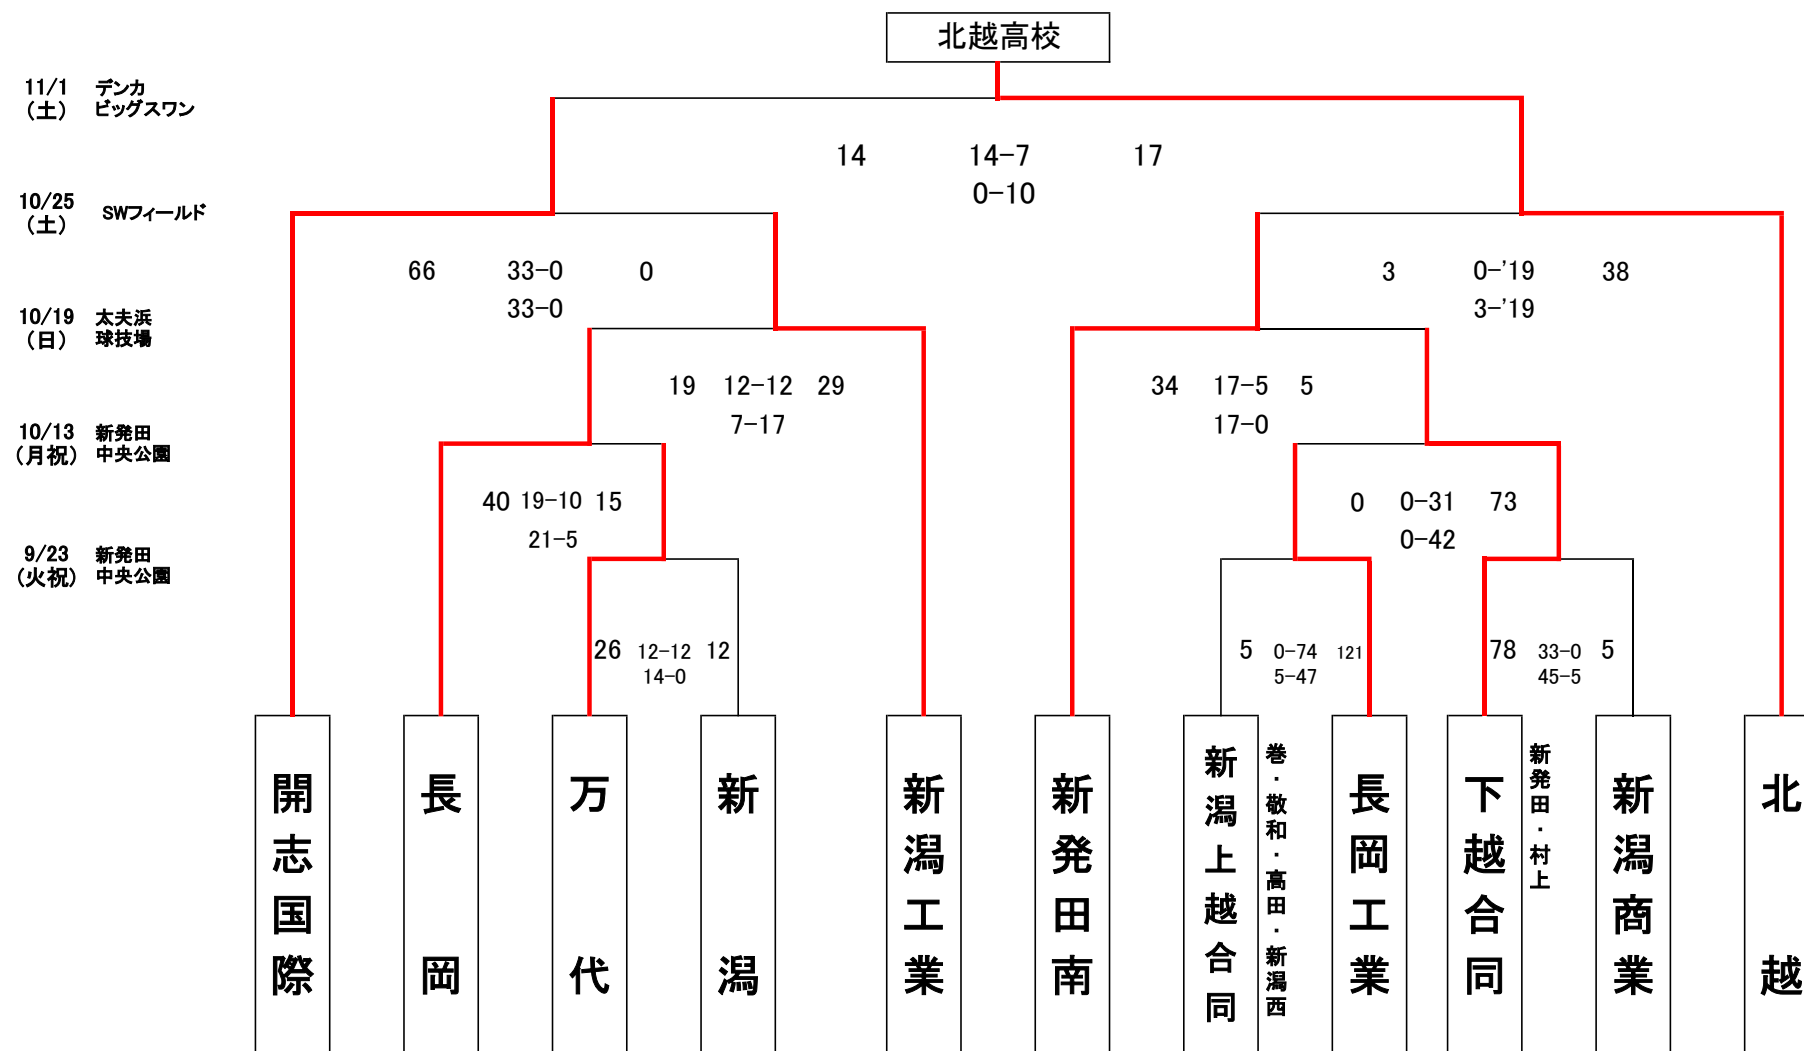 北越高校
11/1 デンカ
(土) ビッグスワン
14 14-7 17
0-10
10/25
(土) SWフィールド
66 33-0 0
33-0
3 0-'19 38
3-'19
10/19 太夫浜
(日) 球技場
19 12-12 29
7-17
34 17-5 5
17-0
10/13 新発田
(月祝) 中央公園
40 19-10 15
21-5
0 0-31 73
0-42
9/23 新発田
(火祝) 中央公園
26 12-12 12
14-0
5 0-74 121
5-47
78 33-0 5
45-5
開志国際
長岡
万代
新潟
新潟工業
新発田南
新潟上越合同
巻・敬和・高田・新潟西
長岡工業
下越合同
新発田・村上
新潟商業
北越